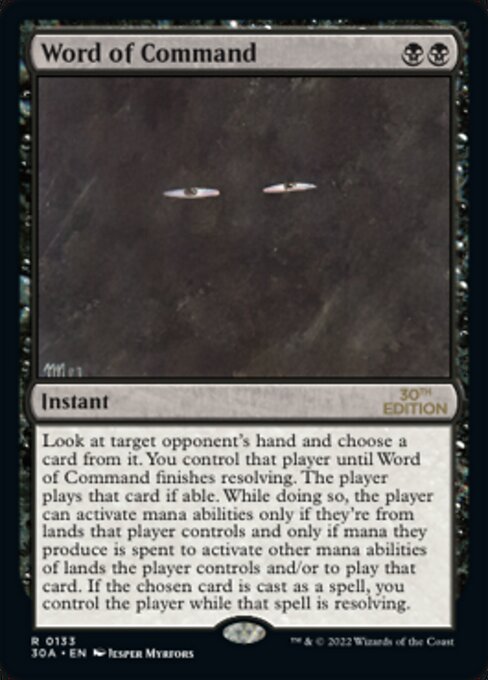 Word of Command
30TH
EDITION
Instant
Look at target opponent's hand and choose a
card from it. You control that player until Word
of Command finishes resolving. The player
plays that card if able. While doing so, the player
can activate mana abilities only if they're from
lands that player controls and only if mana they
produce is spent to activate other mana abilities
of lands the player controls and/or to play that
card. If the chosen card is cast as a spell, you
control the player while that spell is resolving.
R 0133
30A • EN Jesper Myrfors
™ & © 2022 Wizards of the Coast